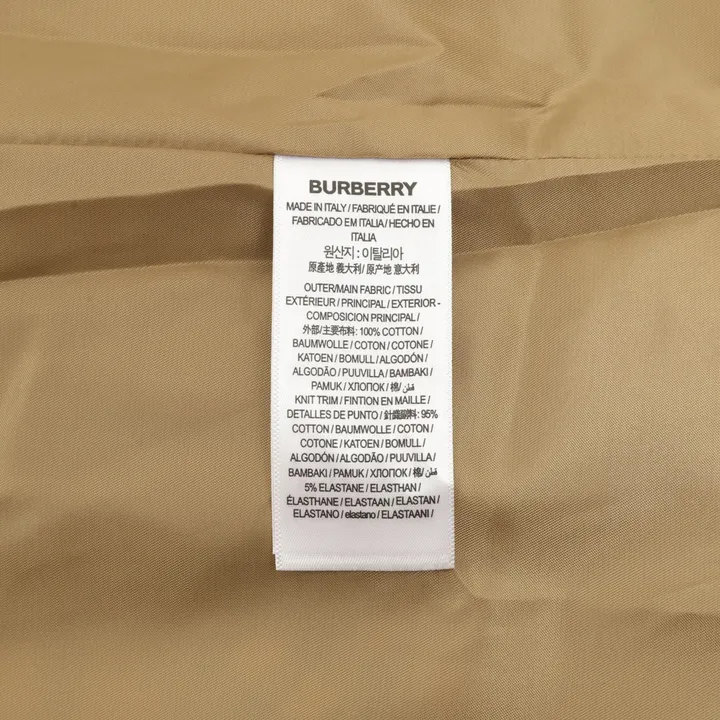 BURBERRY
MADE IN ITALY / FABRIQUÉ EN ITALIE /
FABRICADO EM ITALIA / HECHO EN
ITALIA
원산지 : 이탈리아
原產地 義大利 / 原产地 意大利
OUTER/MAIN FABRIC / TISSU
EXTÉRIEUR / PRINCIPAL / EXTERIOR -
COMPOSICION PRINCIPAL /
外部/主要布料: 100% COTTON /
BAUMWOLLE / COTON / COTONE /
KATOEN / BOMULL / ALGODÓN /
ALGODÃO / PUUVILLA / BAMBAKI /
PAMUK / ХЛОПОК / 棉/ قطن /
KNIT TRIM / FINTION EN MAILLE /
DETALLES DE PUNTO / 針織副料: 95%
COTTON / BAUMWOLLE / COTON /
COTONE / KATOEN / BOMULL /
ALGODÓN / ALGODÃO / PUUVILLA /
BAMBAKI / PAMUK / ХЛОПОК / 棉/ قطن /
5% ELASTANE / ELASTHAN /
ÉLASTHANE / ELASTAAN / ELASTAN /
ELASTANO / elastano / ELASTAANI /